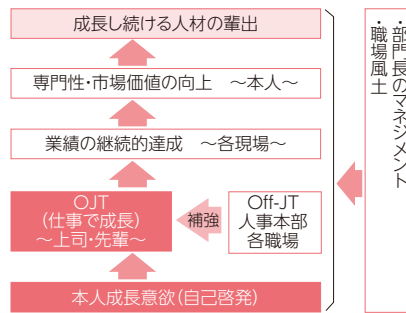 成長し続ける人材の輩出
専門性・市場価値の向上 ～本人～
業績の継続的達成 ～各現場～
OJT
(仕事で成長)
～上司・先輩～
補強
Off-JT
人事本部
各職場
本人成長意欲(自己啓発)
・部門長のマネジメント
・職場風土